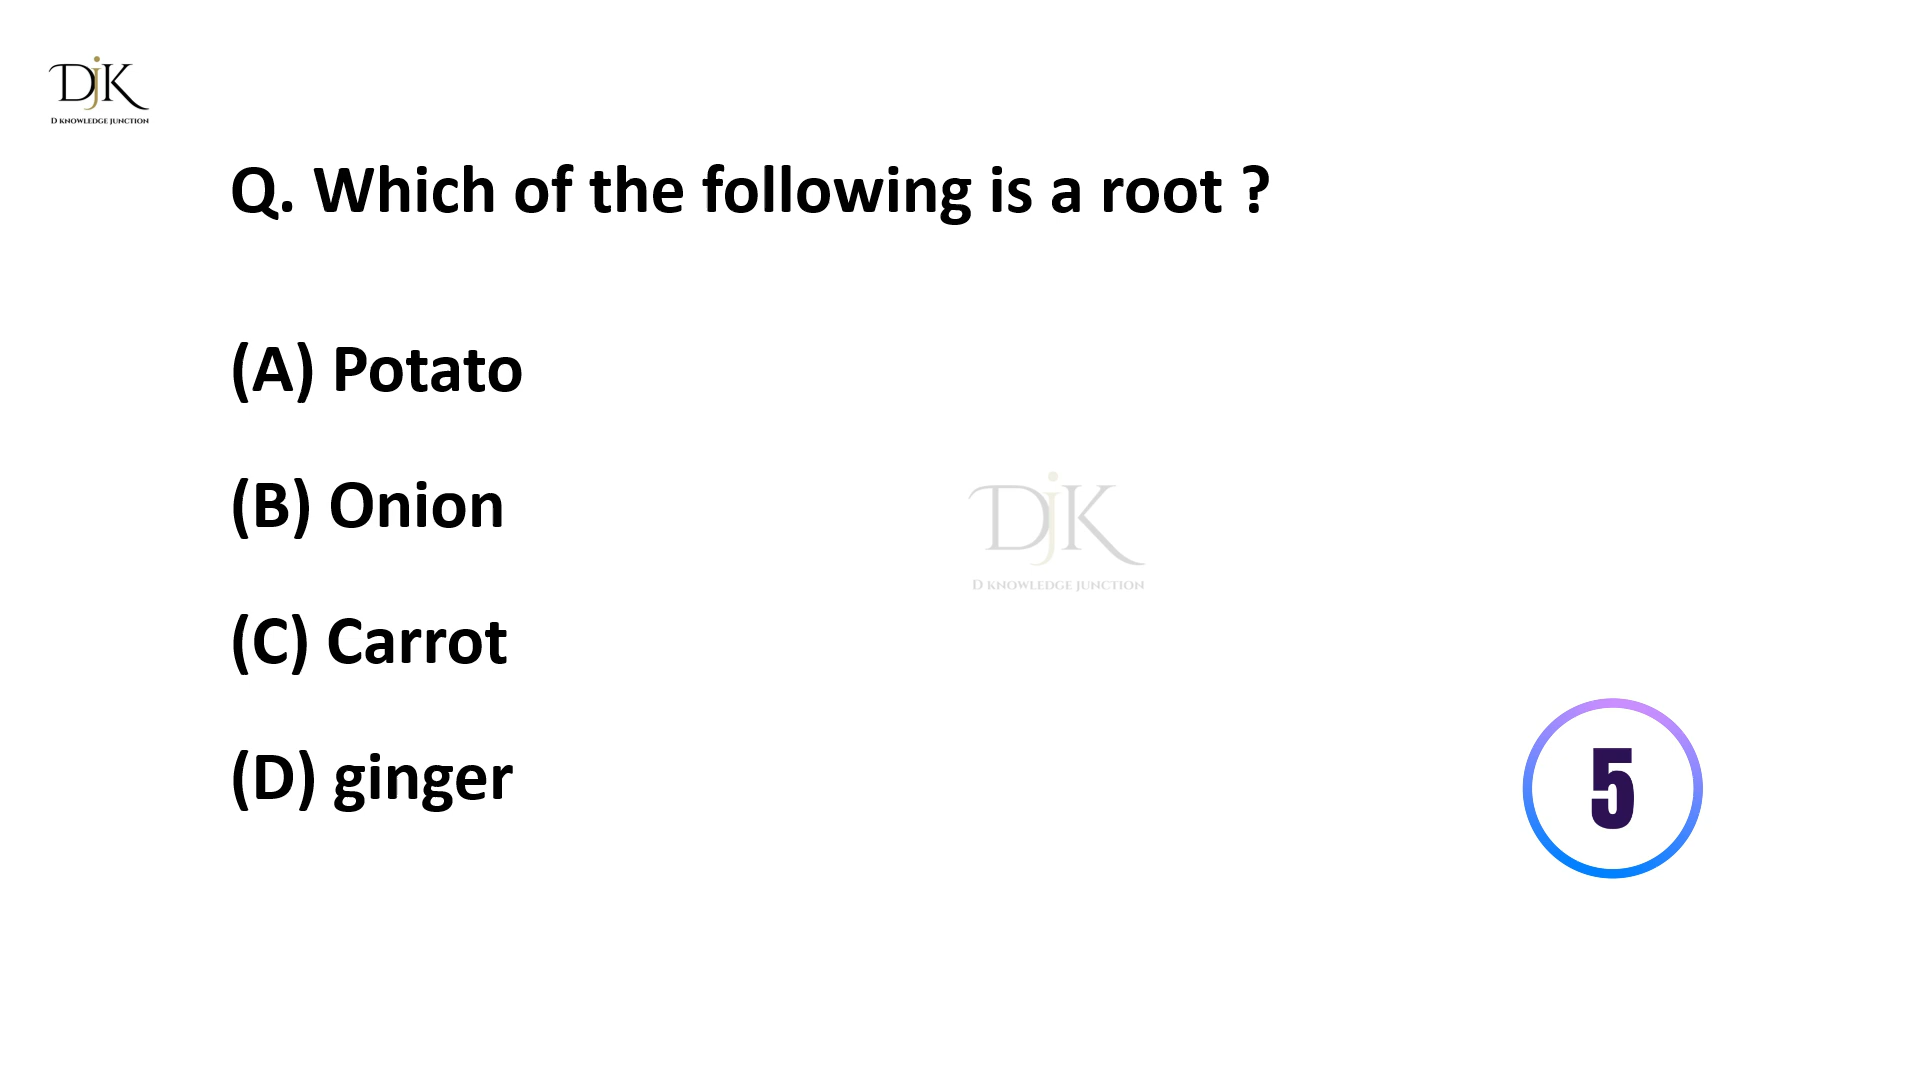 DjK
D KNOWLEDGE JUNCTION
Q. Which of the following is a root ?
(A) Potato
(B) Onion
DjK
D KNOWLEDGE JUNCTION
(C) Carrot
(D) ginger
5